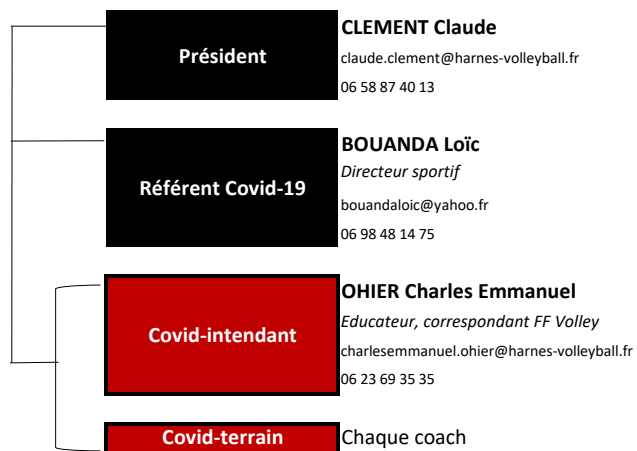 Président
CLEMENT Claude
claude.clement@harnes-volleyball.fr
06 58 87 40 13
Référent Covid-19
BOUANDA Loïc
Directeur sportif
bouandaloic@yahoo.fr
06 98 48 14 75
Covid-intendant
OHIER Charles Emmanuel
Educateur, correspondant FF Volley
charlesemmanuel.ohier@harnes-volleyball.fr
06 23 69 35 35
Covid-terrain
Chaque coach